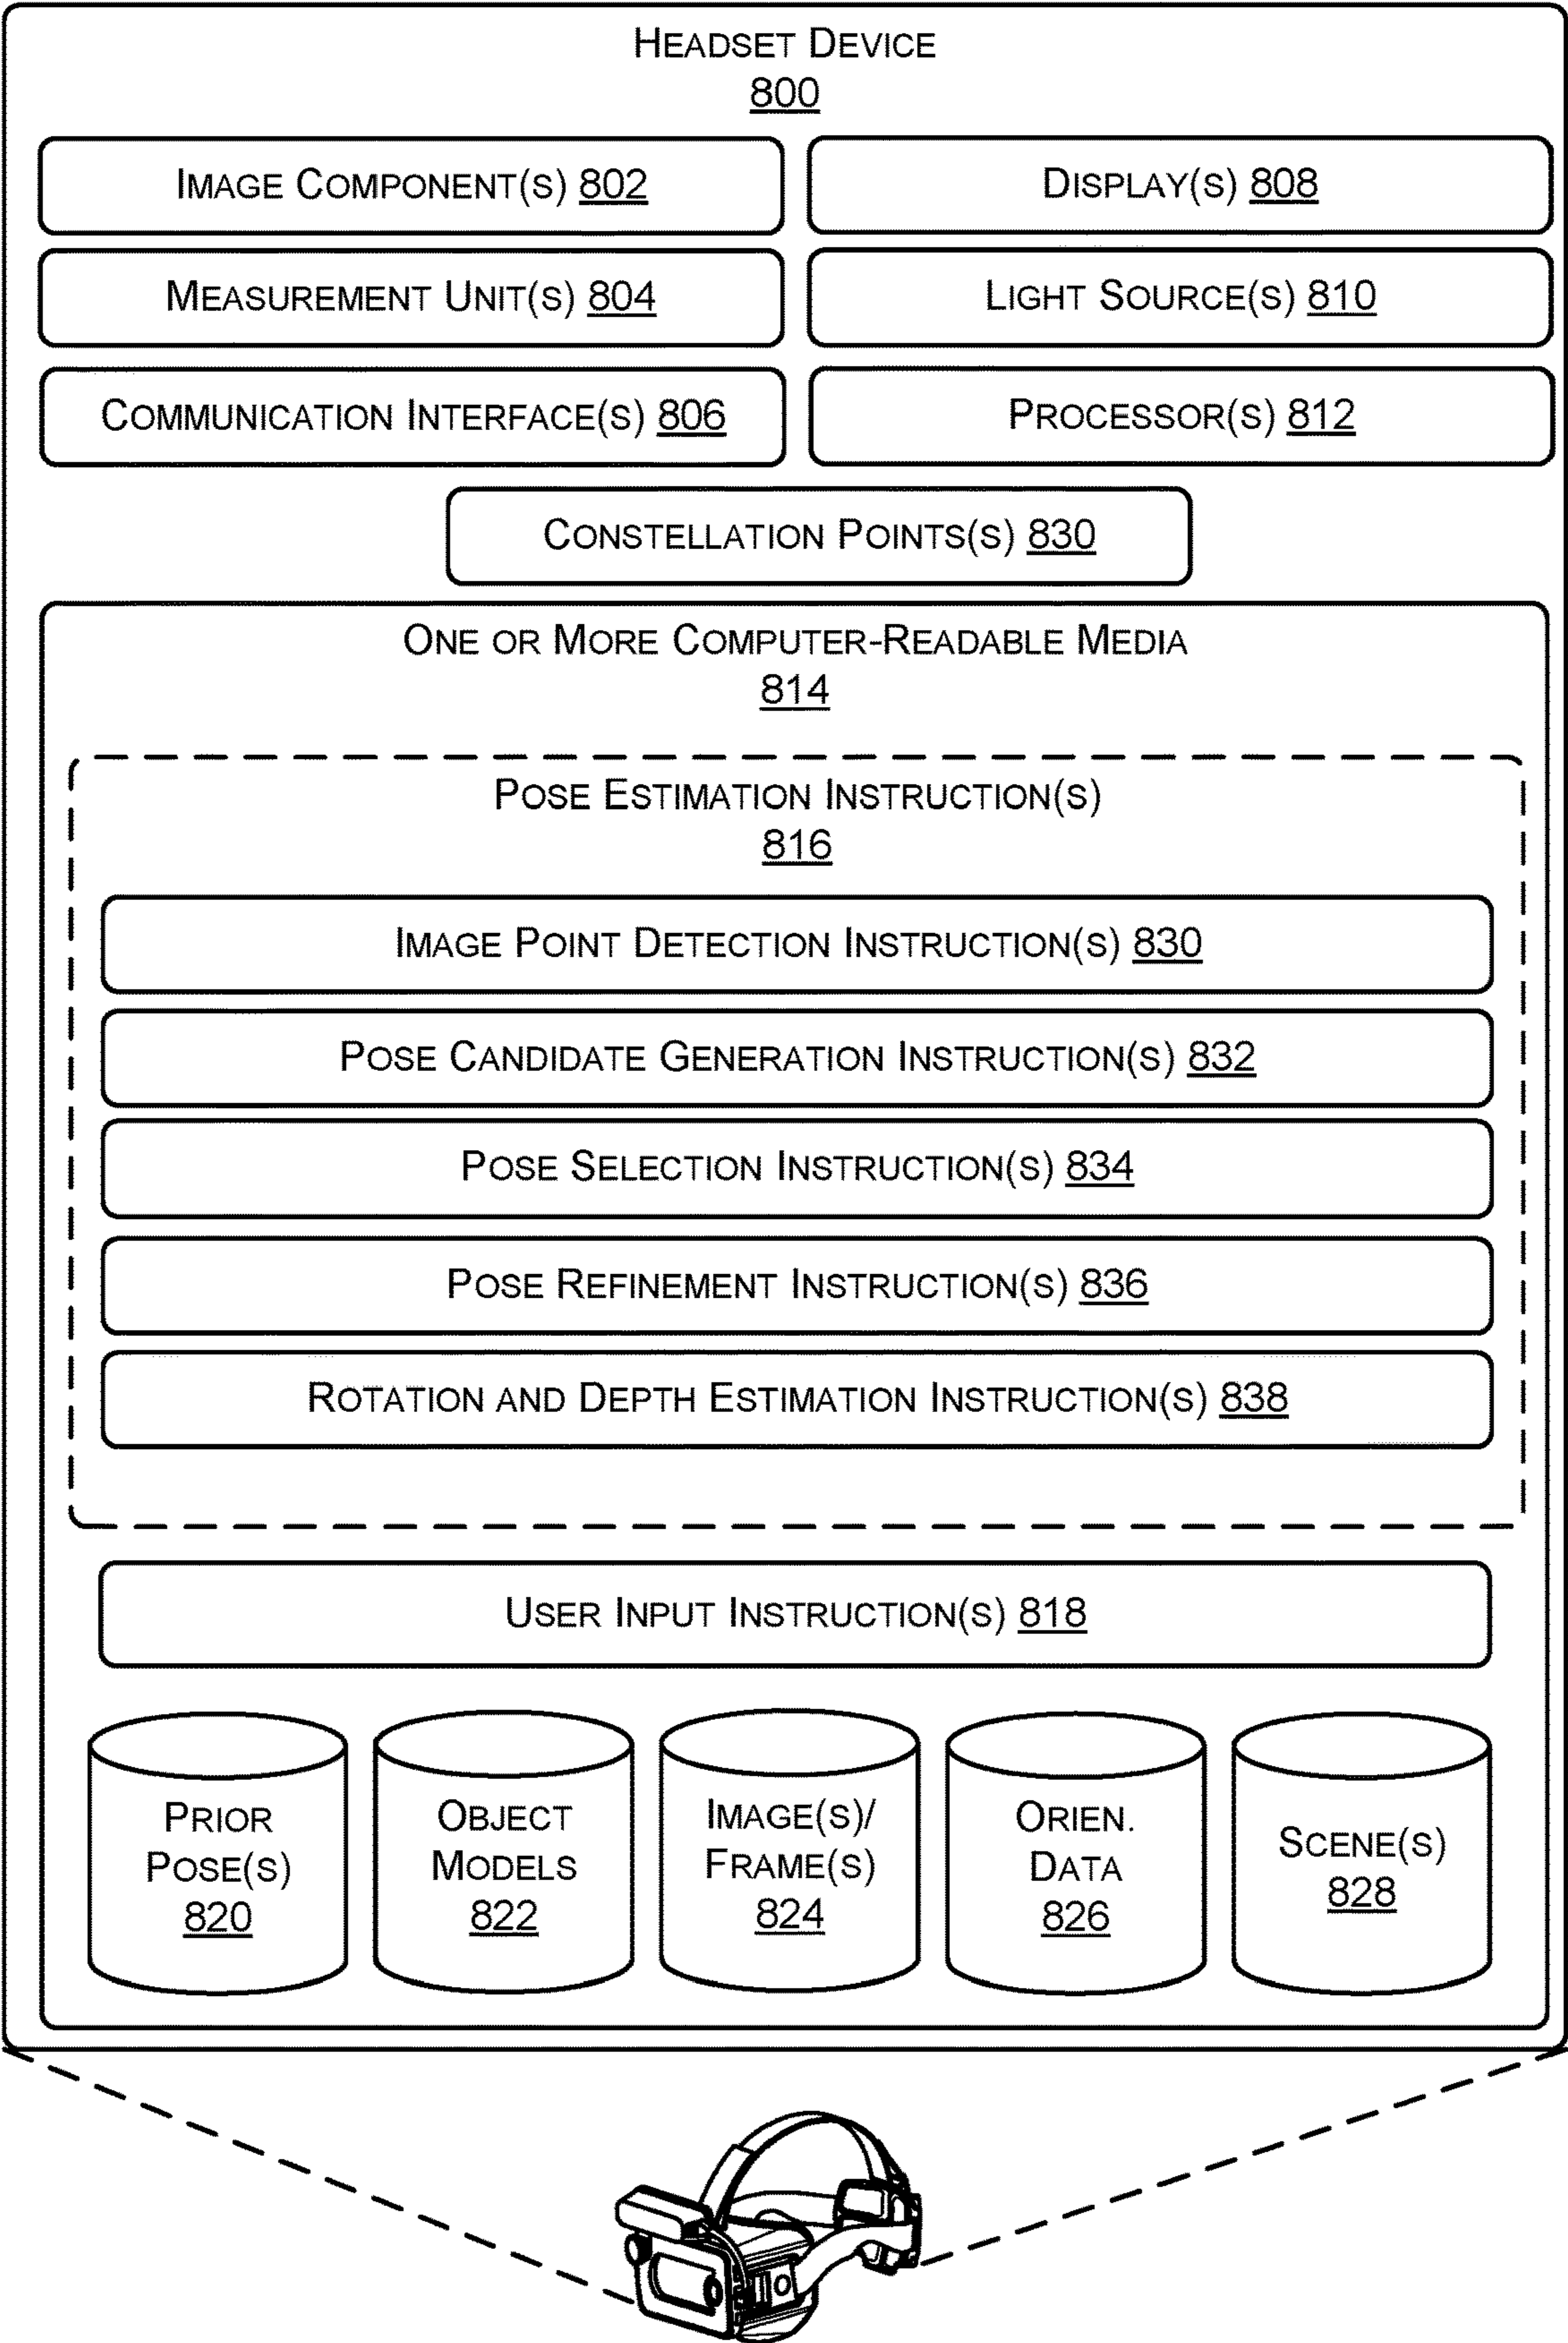 HEADSET DEVICE
800
IMAGE COMPONENT(S) 802
DISPLAY(S) 808
MEASUREMENT UNIT(S) 804
LIGHT SOURCE(S) 810
COMMUNICATION INTERFACE(S) 806
PROCESSOR(S) 812
CONSTELLATION POINTS(S) 830
ONE OR MORE COMPUTER-READABLE MEDIA
814
POSE ESTIMATION INSTRUCTION(S)
816
IMAGE POINT DETECTION INSTRUCTION(S) 830
POSE CANDIDATE GENERATION INSTRUCTION(S) 832
POSE SELECTION INSTRUCTION(S) 834
POSE REFINEMENT INSTRUCTION(S) 836
ROTATION AND DEPTH ESTIMATION INSTRUCTION(S) 838
USER INPUT INSTRUCTION(S) 818
PRIOR
POSE(S)
820
OBJECT
MODELS
822
IMAGE(S)/
FRAME(S)
824
ORIEN.
DATA
826
SCENE(S)
828